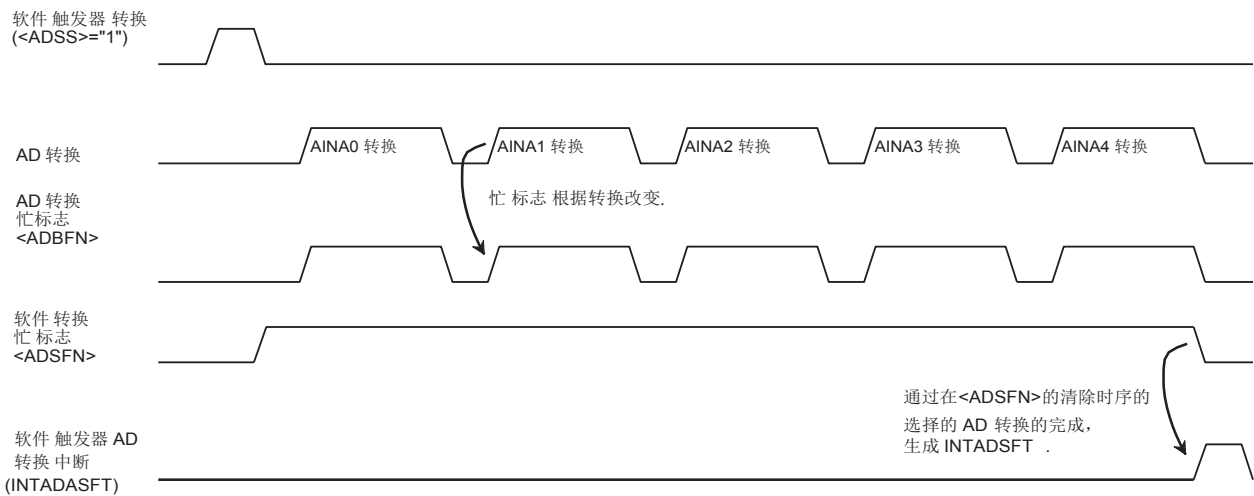 软件 触发器 转换
(<ADSS>="1")
AD 转换
AINA0 转换
AINA1 转换
AINA2 转换
AINA3 转换
AINA4 转换
忙 标志 根据转换改变.
AD 转换
忙标志
<ADBFN>
软件 转换
忙 标志
<ADSFN>
通过在<ADSFN>的清除时序的
选择的 AD 转换的完成，
生成 INTADSFT .
软件 触发器 AD
转换 中断
(INTADASFT)